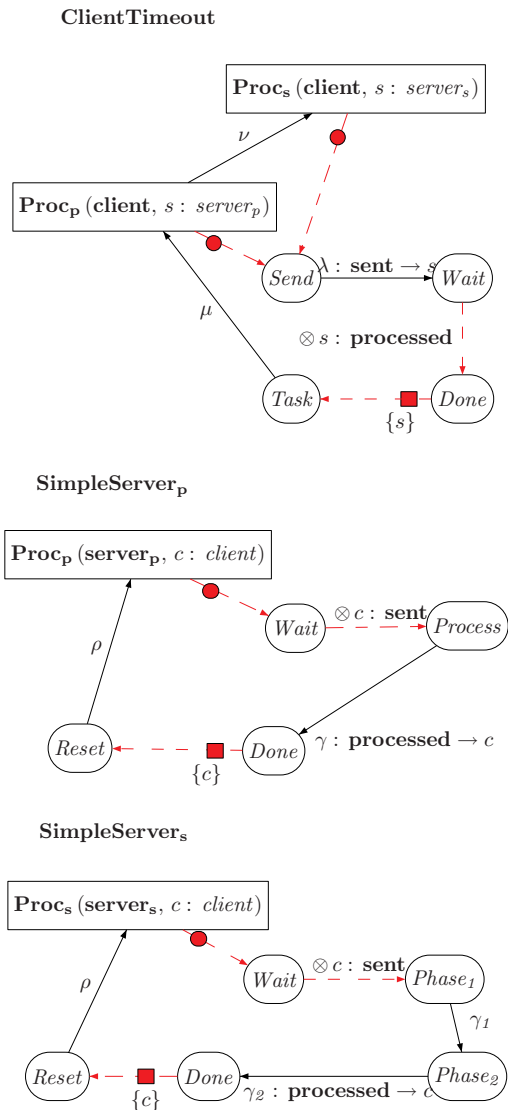 ClientTimeout
Procs (client, s : servers)
ν
Procp (client, s : serverp)
Send
λ : sent → s
Wait
μ
⊗ s : processed
Task
Done
{s}
SimpleServerp
Procp (serverp, c : client)
⊗ c : sent
Wait
Process
ρ
Reset
Done
γ : processed → c
{c}
SimpleServers
Procs (servers, c : client)
⊗ c : sent
Wait
Phase1
ρ
γ1
Reset
Done
Phase2
{c}
γ2 : processed → c